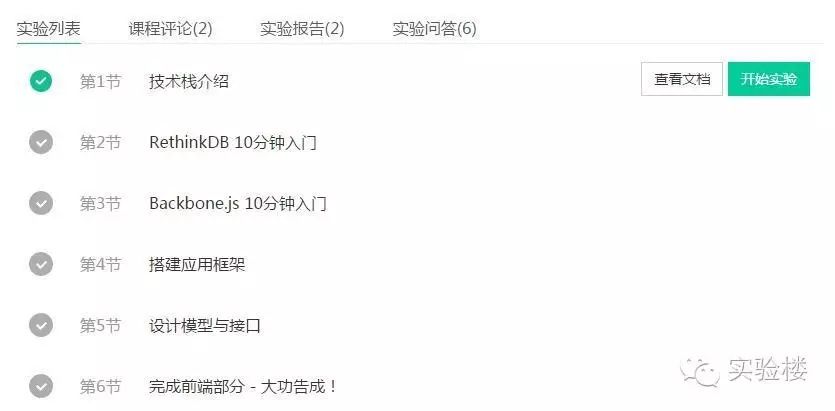 实验列表 课程评论(2) 实验报告(2) 实验问答(6)
第1节 技术栈介绍 查看文档 开始实验
第2节 RethinkDB 10分钟入门
第3节 Backbone.js 10分钟入门
第4节 搭建应用框架
第5节 设计模型与接口
第6节 完成前端部分 - 大功告成！
实验楼